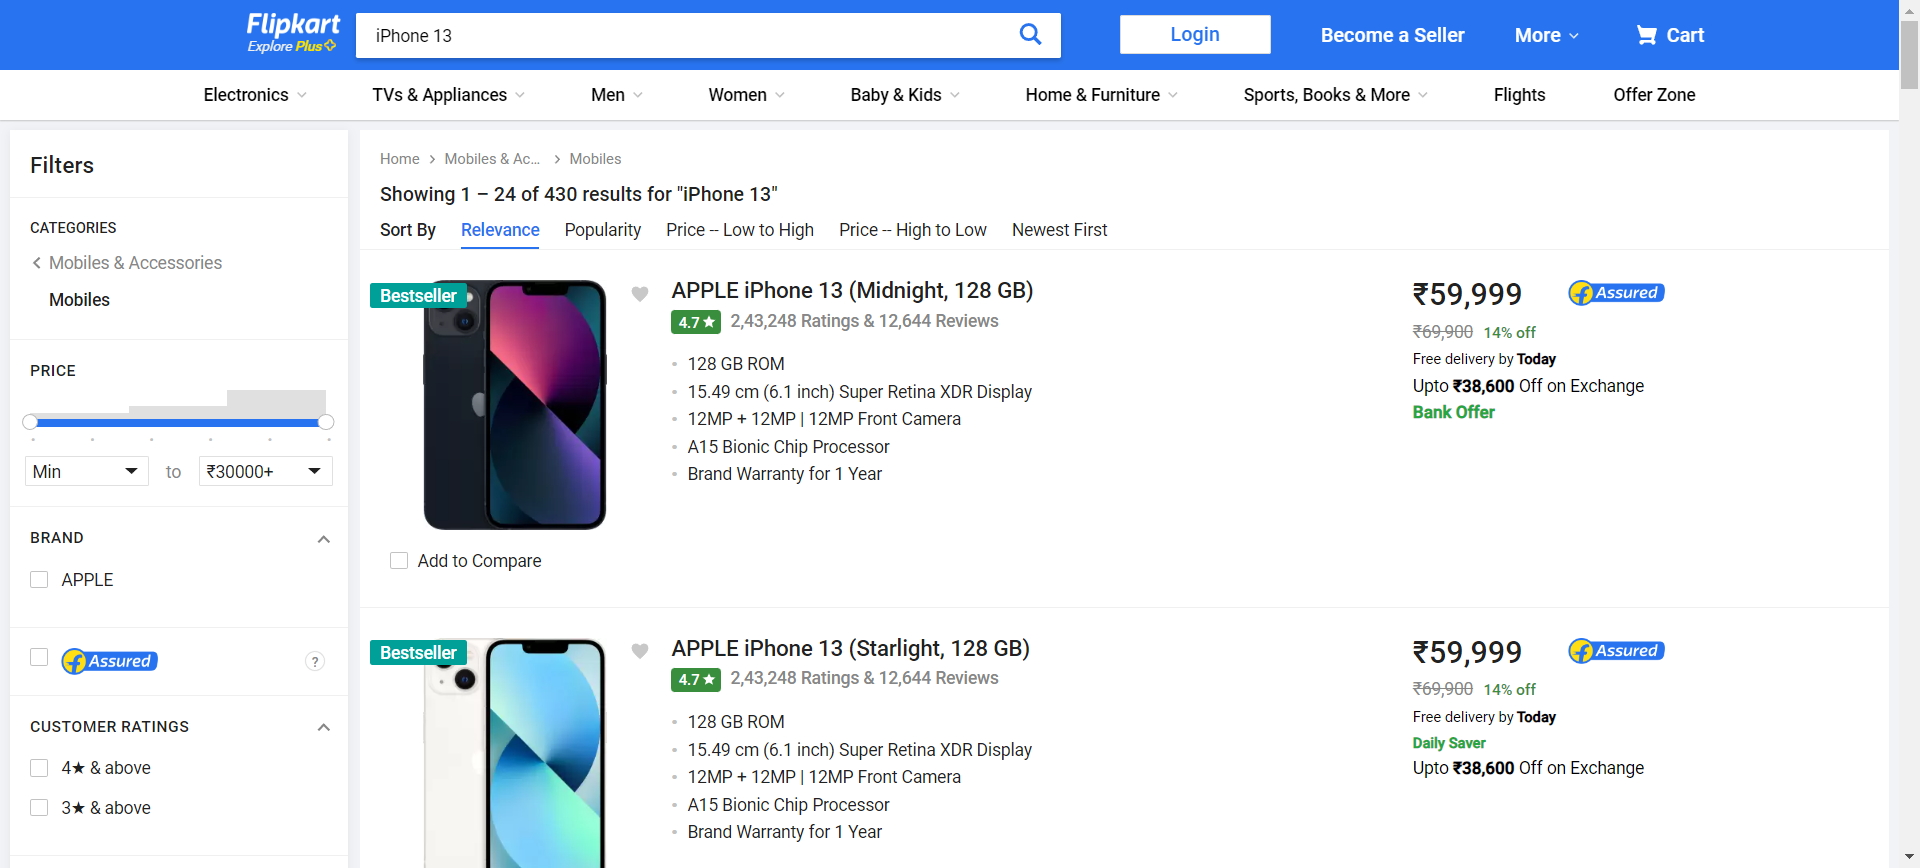 Flipkart
Explore Plus
iPhone 13
Login
Become a Seller
More
Cart
Electronics
TVs & Appliances
Men
Women
Baby & Kids
Home & Furniture
Sports, Books & More
Flights
Offer Zone
Filters
CATEGORIES
Mobiles & Accessories
Mobiles
PRICE
Min to ₹30000+
BRAND
APPLE
f Assured
?
CUSTOMER RATINGS
4★ & above
3★ & above
Home > Mobiles & Ac... > Mobiles
Showing 1 – 24 of 430 results for "iPhone 13"
Sort By Relevance Popularity Price -- Low to High Price -- High to Low Newest First
Bestseller
Add to Compare
APPLE iPhone 13 (Midnight, 128 GB)
4.7★ 2,43,248 Ratings & 12,644 Reviews
128 GB ROM
15.49 cm (6.1 inch) Super Retina XDR Display
12MP + 12MP | 12MP Front Camera
A15 Bionic Chip Processor
Brand Warranty for 1 Year
₹59,999
f Assured
₹69,900 14% off
Free delivery by Today
Upto ₹38,600 Off on Exchange
Bank Offer
Bestseller
APPLE iPhone 13 (Starlight, 128 GB)
4.7★ 2,43,248 Ratings & 12,644 Reviews
128 GB ROM
15.49 cm (6.1 inch) Super Retina XDR Display
12MP + 12MP | 12MP Front Camera
A15 Bionic Chip Processor
Brand Warranty for 1 Year
₹59,999
f Assured
₹69,900 14% off
Free delivery by Today
Daily Saver
Upto ₹38,600 Off on Exchange